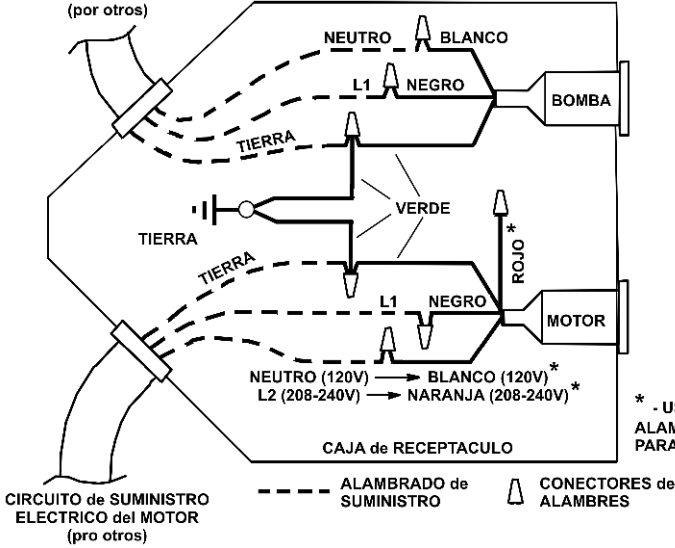 (por otros)
NEUTRO
BLANCO
L1
NEGRO
BOMBA
TIERRA
VERDE
TIERRA
ROJO *
TIERRA
L1
NEGRO
MOTOR
NEUTRO (120V) → BLANCO (120V) *
L2 (208-240V) → NARANJA (208-240V) *
CAJA de RECEPTACULO
ALAMBRADO de
SUMINISTRO
CONECTORES de
ALAMBRES
CIRCUITO de SUMINISTRO
ELECTRICO del MOTOR
(pro otros)